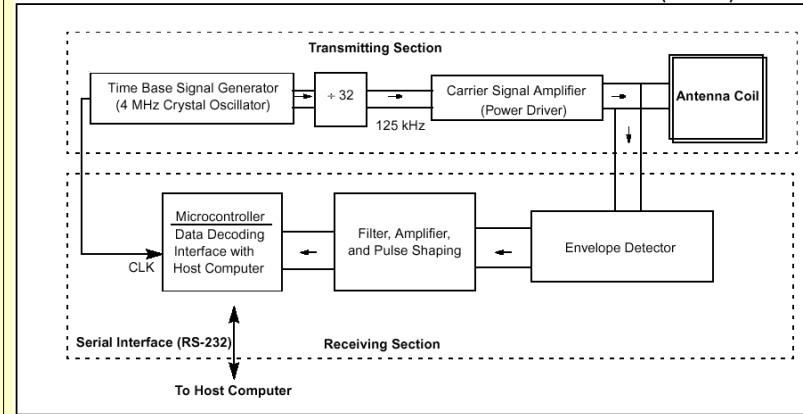 Transmitting Section
Time Base Signal Generator
(4 MHz Crystal Oscillator)
÷ 32
125 kHz
Carrier Signal Amplifier
(Power Driver)
Antenna Coil
Microcontroller
Data Decoding
Interface with
Host Computer
CLK
Filter, Amplifier,
and Pulse Shaping
Envelope Detector
Serial Interface (RS-232)
Receiving Section
To Host Computer